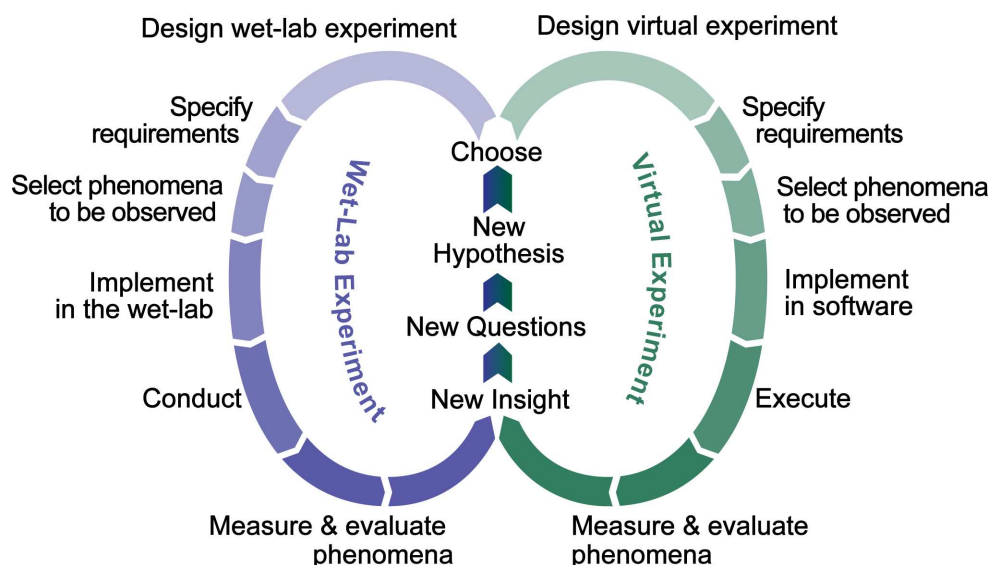 Design wet-lab experiment
Specify
requirements
Select phenomena
to be observed
Implement
in the wet-lab
Conduct
Measure & evaluate
phenomena
Wet-Lab Experiment
Choose
New
Hypothesis
New Questions
New Insight
Virtual Experiment
Design virtual experiment
Specify
requirements
Select phenomena
to be observed
Implement
in software
Execute
Measure & evaluate
phenomena